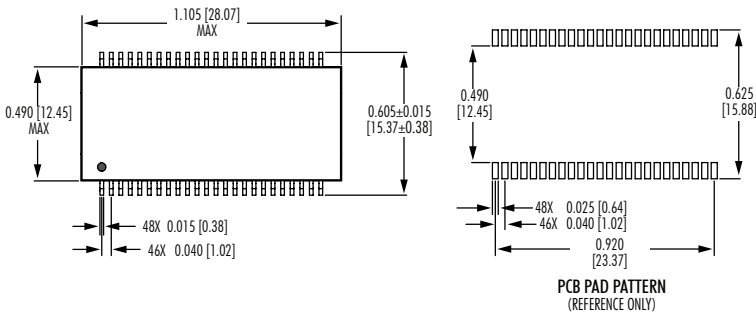 1.105 [28.07]
MAX
0.490 [12.45]
MAX
0.605±0.015
[15.37±0.38]
48X 0.015 [0.38]
46X 0.040 [1.02]
0.490
[12.45]
0.625
[15.88]
48X 0.025 [0.64]
46X 0.040 [1.02]
0.920
[23.37]
PCB PAD PATTERN
(REFERENCE ONLY)